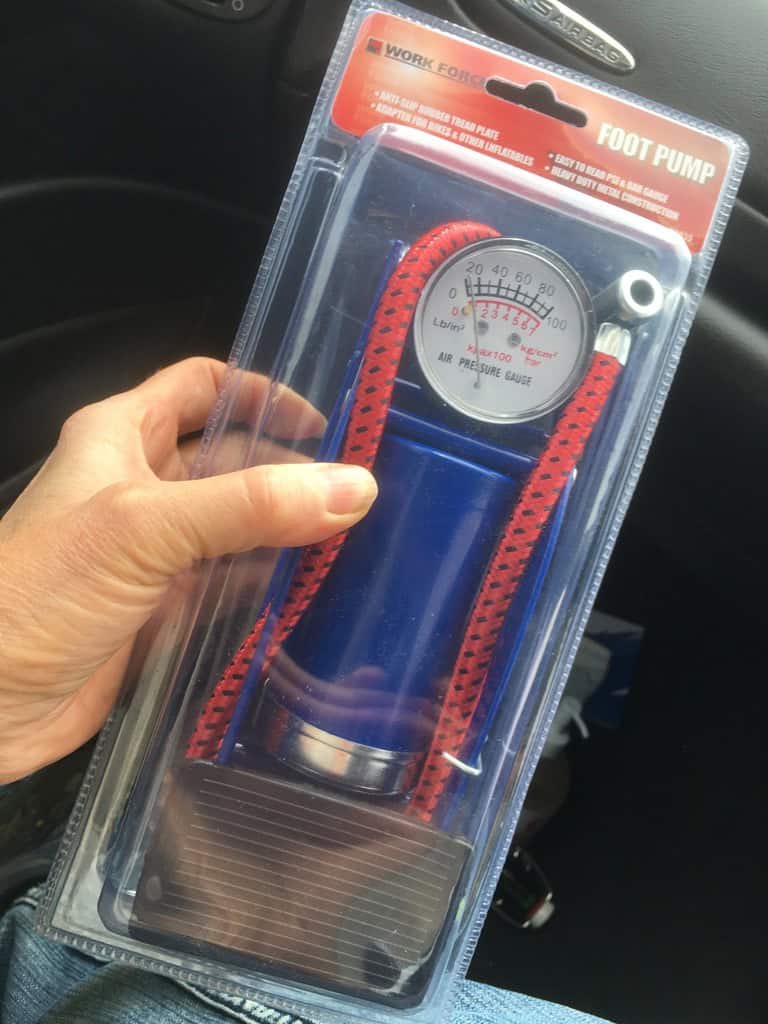 S AIRBAG
WORK FORC
FOOT PUMP
• ANTI-SLIP RUBBER TREAD PLATE
• ADAPTER FOR BIKES & OTHER INFLATABLES
• EASY TO READ PSI & BAR GAUGE
• HEAVY DUTY METAL CONSTRUCTION
0 20 40 60 80 100
0 2 3 4 5 6 7
Lb/in²
kg/cm²
x kpax100 bar
AIR PRESSURE GAUGE